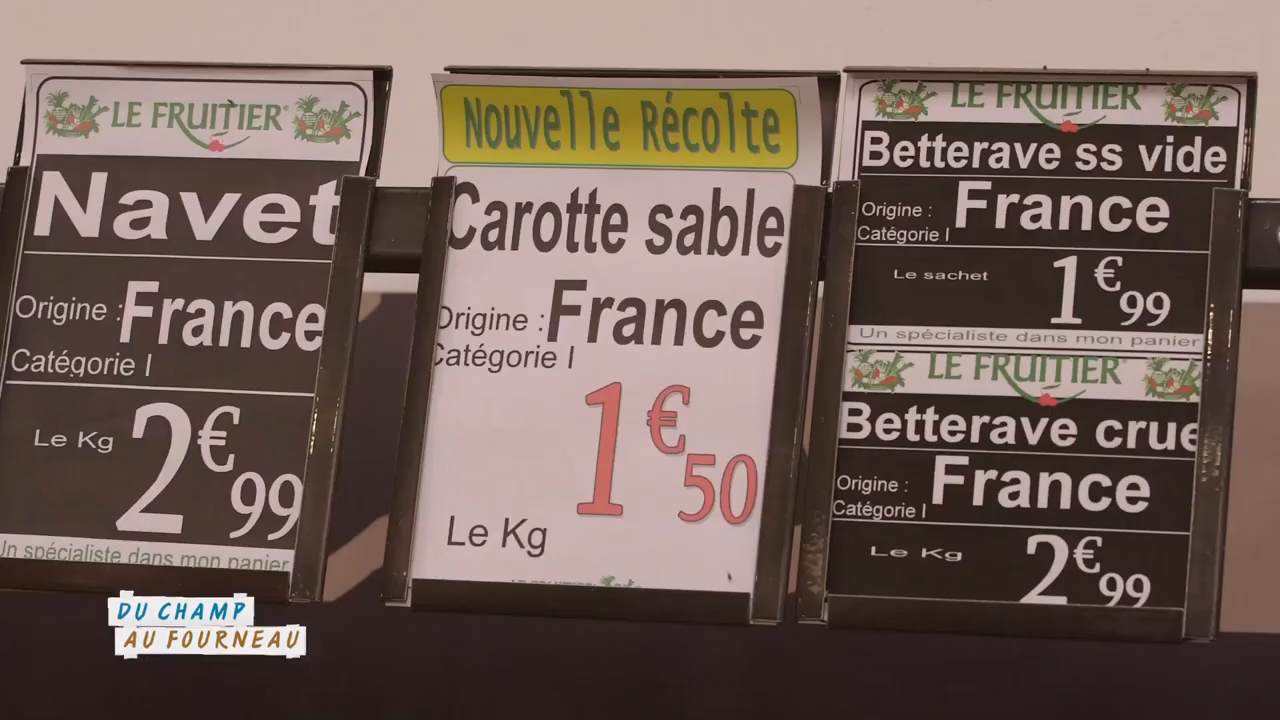 LE FRUITIER
Navet
Origine : France
Catégorie I
Le Kg 2€99
Un spécialiste dans mon panier
Nouvelle Récolte
Carotte sable
Origine : France
Catégorie I
1€50
Le Kg
LE FRUITIER
Betterave ss vide
Origine : France
Catégorie I
Le sachet 1€99
Un spécialiste dans mon panier
LE FRUITIER
Betterave crue
Origine : France
Catégorie I
Le Kg 2€99
DU CHAMP
AU FOURNEAU